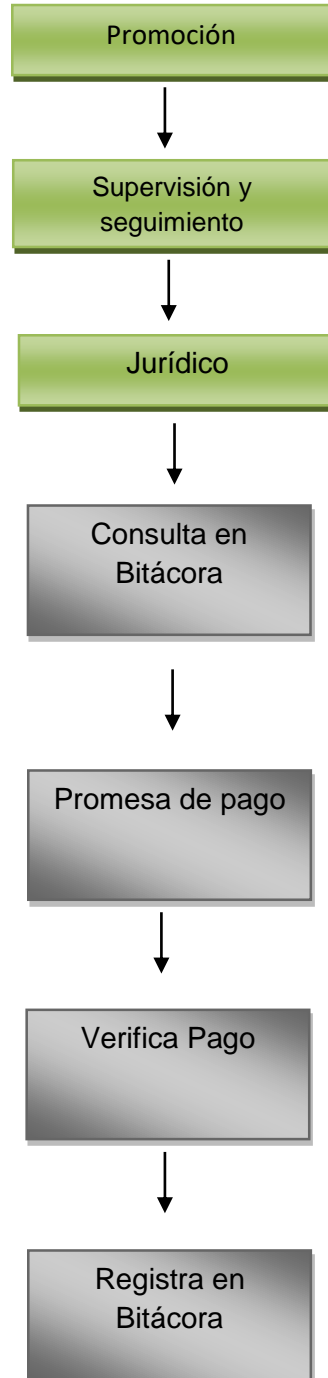 Promoción
Supervisión y
seguimiento
Jurídico
Consulta en
Bitácora
Promesa de pago
Verifica Pago
Registra en
Bitácora